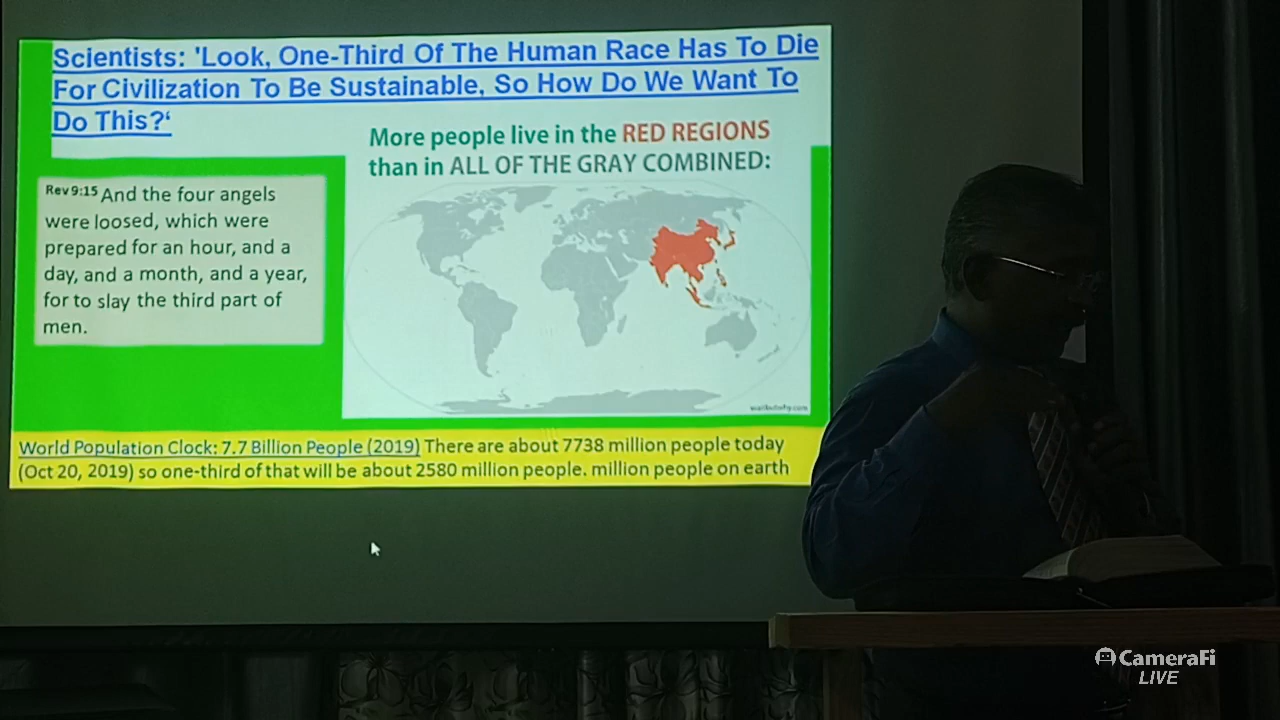 Scientists: 'Look, One-Third Of The Human Race Has To Die
For Civilization To Be Sustainable, So How Do We Want To
Do This?‘
More people live in the RED REGIONS
than in ALL OF THE GRAY COMBINED:
Rev 9:15 And the four angels
were loosed, which were
prepared for an hour, and a
day, and a month, and a year,
for to slay the third part of
men.
waitbutwhy.com
World Population Clock: 7.7 Billion People (2019) There are about 7738 million people today
(Oct 20, 2019) so one-third of that will be about 2580 million people. million people on earth
CameraFi
LIVE